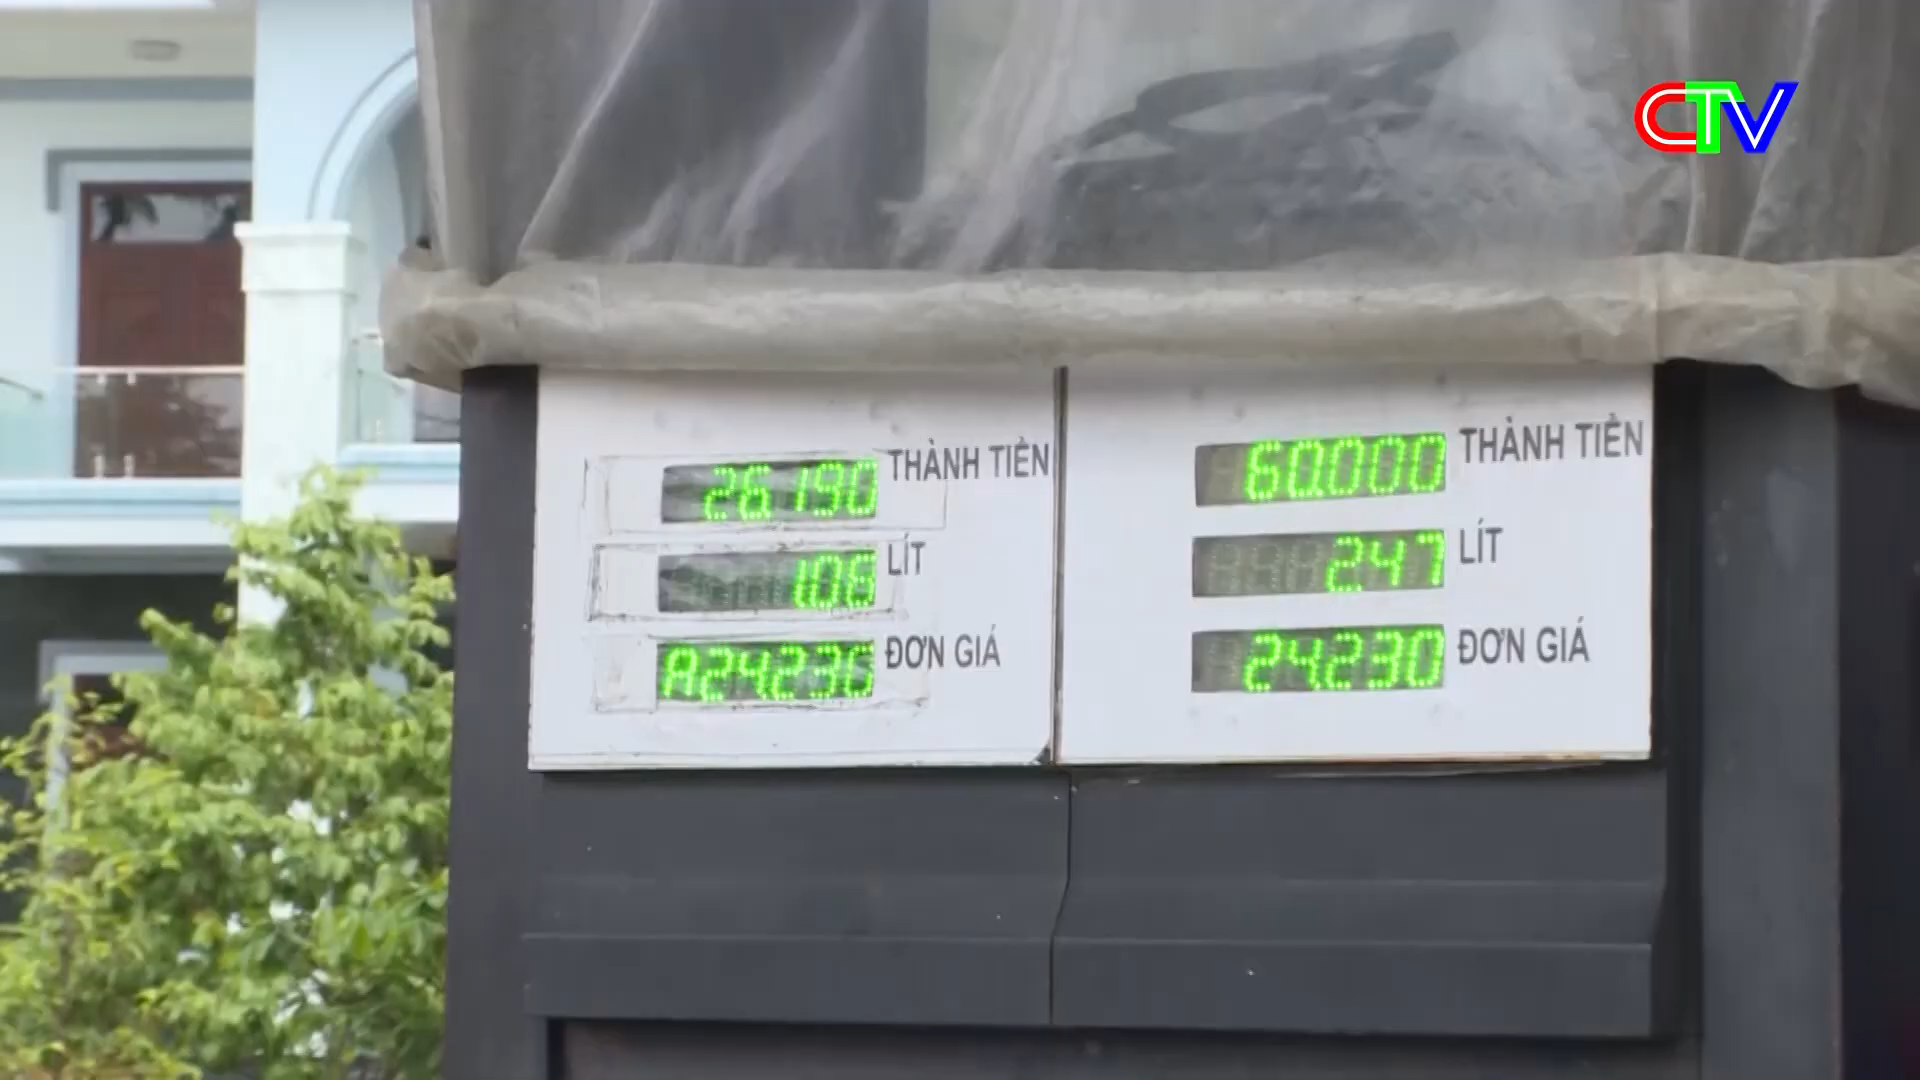 CTV
26.190 THÀNH TIỀN
1.08 LÍT
A24.230 ĐƠN GIÁ
60.000 THÀNH TIỀN
2.47 LÍT
24.230 ĐƠN GIÁ